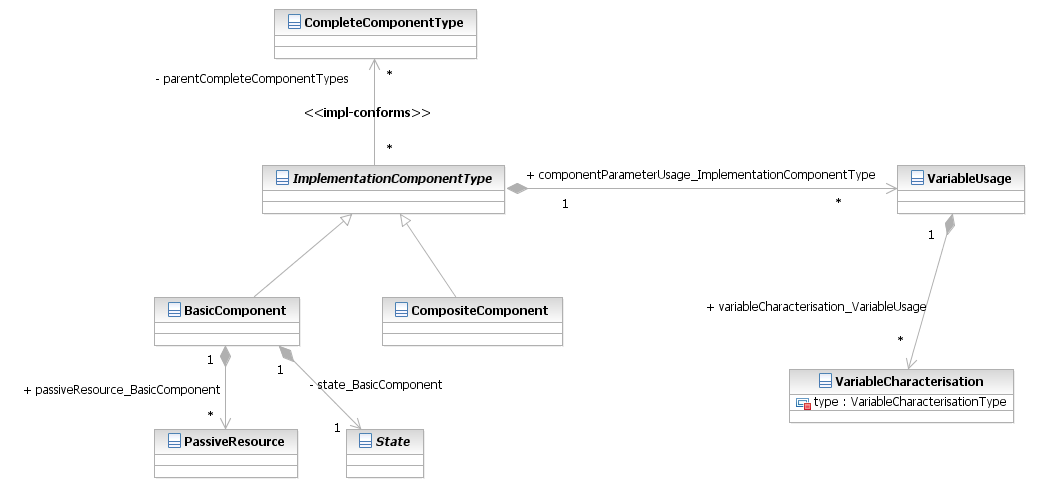 CompleteComponentType
- parentCompleteComponentTypes
*
<<impl-conforms>>
*
ImplementationComponentType
+ componentParameterUsage_ImplementationComponentType
1
*
VariableUsage
1
BasicComponent
CompositeComponent
+ variableCharacterisation_VariableUsage
*
1
1
+ passiveResource_BasicComponent
- state_BasicComponent
*
1
VariableCharacterisation
type : VariableCharacterisationType
PassiveResource
State